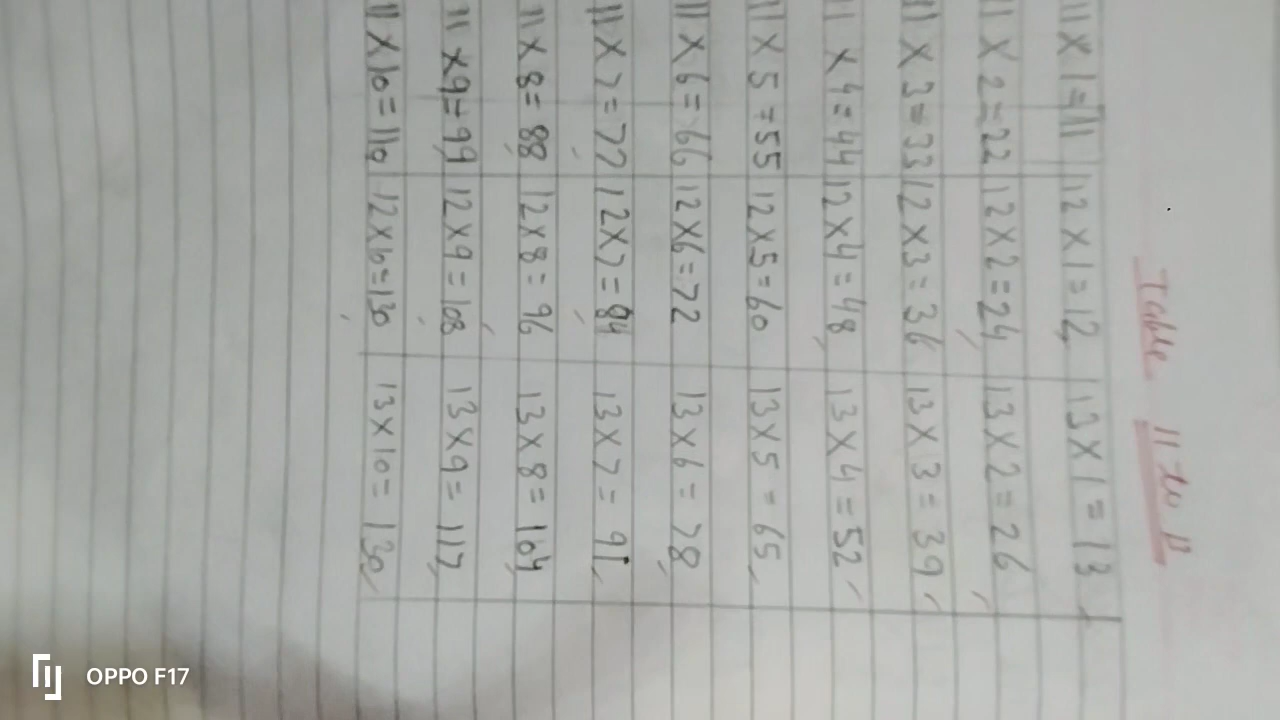 Table 11 to 13
11 X 1 = 11 12 X 1 = 12 13 X 1 = 13
11 X 2 = 22 12 X 2 = 24 13 X 2 = 26
11 X 3 = 33 12 X 3 = 36 13 X 3 = 39
11 X 4 = 44 12 X 4 = 48 13 X 4 = 52
11 X 5 = 55 12 X 5 = 60 13 X 5 = 65
11 X 6 = 66 12 X 6 = 72 13 X 6 = 78
11 X 7 = 77 12 X 7 = 84 13 X 7 = 91
11 X 8 = 88 12 X 8 = 96 13 X 8 = 104
11 X 9 = 99 12 X 9 = 108 13 X 9 = 117
11 X 10 = 110 12 X 10 = 130 13 X 10 = 130
OPPO F17